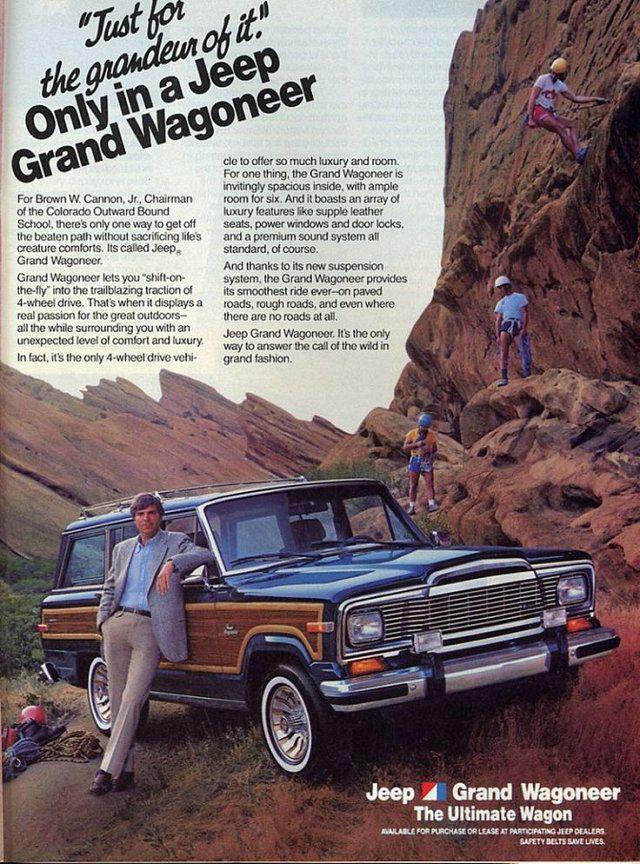 "Just for
the grandeur of it."
Only in a Jeep
Grand Wagoneer
For Brown W. Cannon, Jr., Chairman
of the Colorado Outward Bound
School, there's only one way to get off
the beaten path without sacrificing life's
creature comforts. Its called Jeep®
Grand Wagoneer.
Grand Wagoneer lets you "shift-on-
the-fly" into the trailblazing traction of
4-wheel drive. That's when it displays a
real passion for the great outdoors—
all the while surrounding you with an
unexpected level of comfort and luxury.
In fact, it's the only 4-wheel drive vehi-
cle to offer so much luxury and room.
For one thing, the Grand Wagoneer is
invitingly spacious inside, with ample
room for six. And it boasts an array of
luxury features like supple leather
seats, power windows and door locks,
and a premium sound system all
standard, of course.
And thanks to its new suspension
system, the Grand Wagoneer provides
its smoothest ride ever—on paved
roads, rough roads, and even where
there are no roads at all.
Jeep Grand Wagoneer. It's the only
way to answer the call of the wild in
grand fashion.
Jeep Grand Wagoneer
The Ultimate Wagon
AVAILABLE FOR PURCHASE OR LEASE AT PARTICIPATING JEEP DEALERS.
SAFETY BELTS SAVE LIVES.